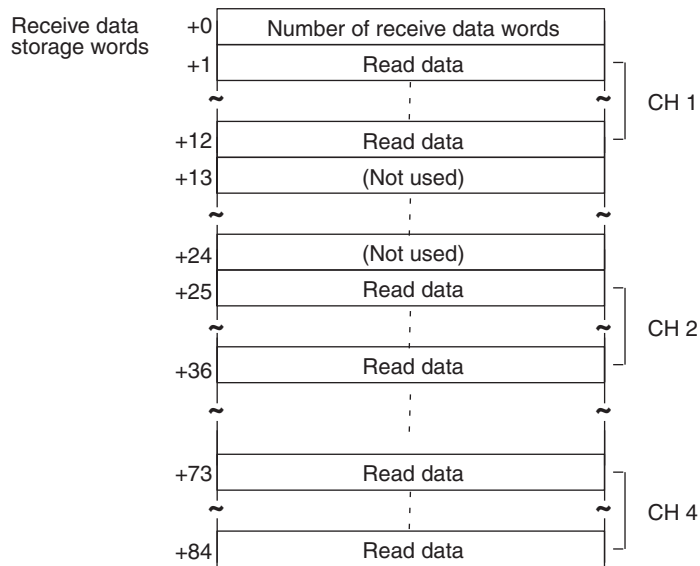 Receive data
storage words
+0 Number of receive data words
+1 Read data
CH 1
+12 Read data
+13 (Not used)
+24 (Not used)
+25 Read data
CH 2
+36 Read data
+73 Read data
CH 4
+84 Read data